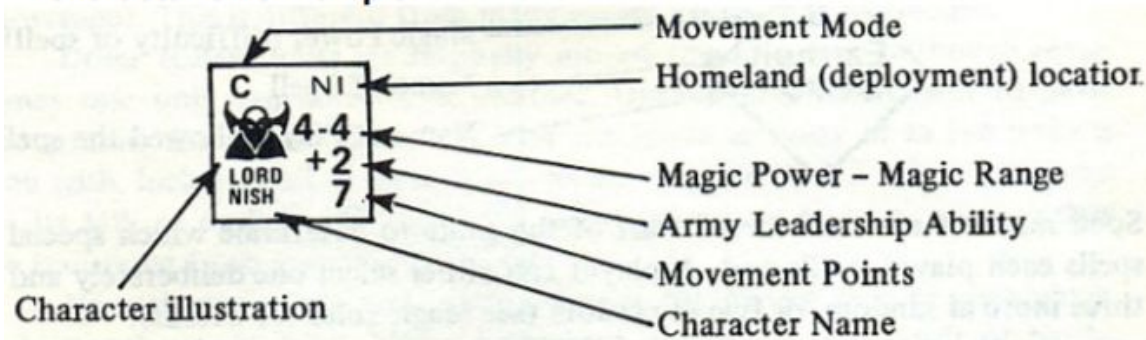 Movement Mode
C NI
Homeland (deployment) location
4-4
Magic Power – Magic Range
+2
LORD
Army Leadership Ability
NISH 7
Movement Points
Character illustration
Character Name